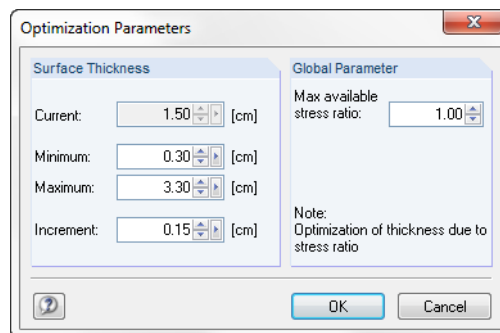 Optimization Parameters
Surface Thickness
Current: 1.50 [cm]
Minimum: 0.30 [cm]
Maximum: 3.30 [cm]
Increment: 0.15 [cm]
Global Parameter
Max available
stress ratio: 1.00
Note:
Optimization of thickness due to
stress ratio
OK
Cancel